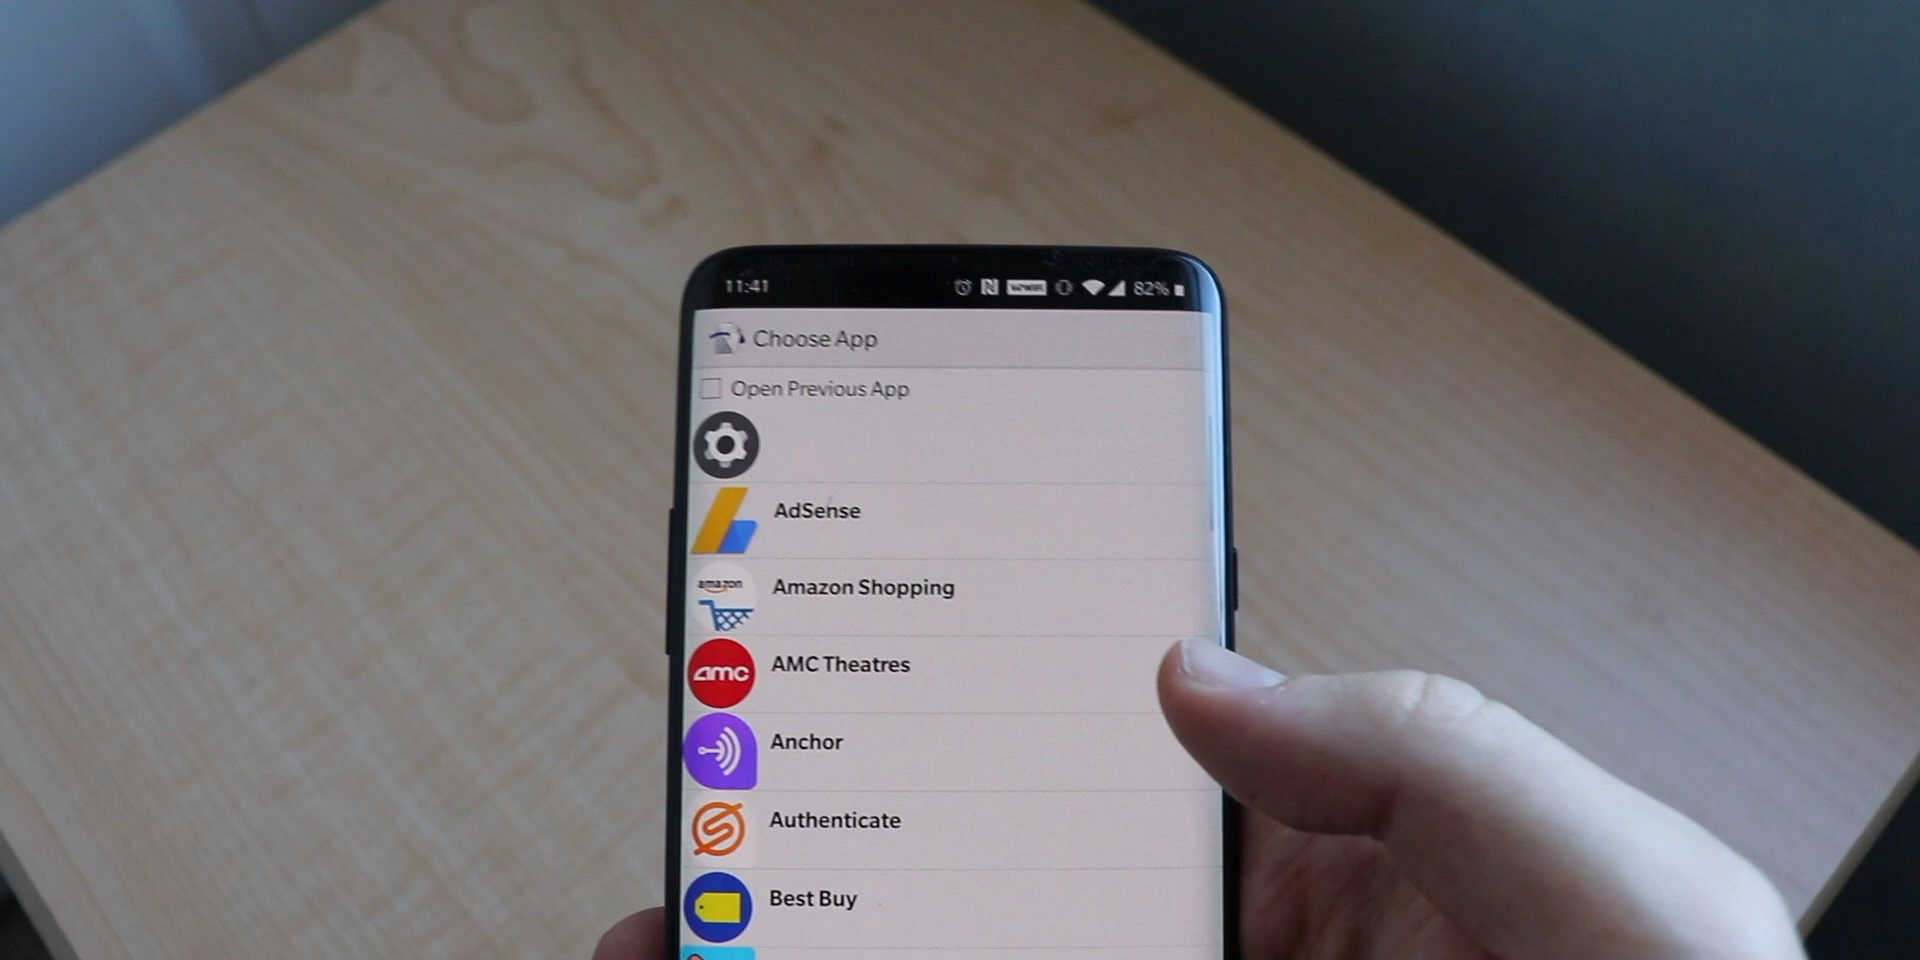 11:41 82%
Choose App
Open Previous App
AdSense
amazon
Amazon Shopping
amc
AMC Theatres
Anchor
Authenticate
Best Buy